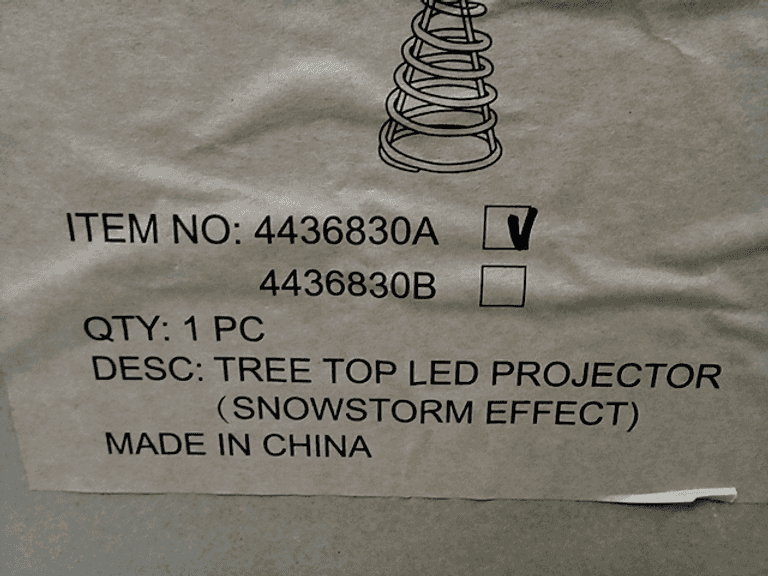 ITEM NO: 4436830A
4436830B
QTY: 1 PC
DESC: TREE TOP LED PROJECTOR
(SNOWSTORM EFFECT)
MADE IN CHINA